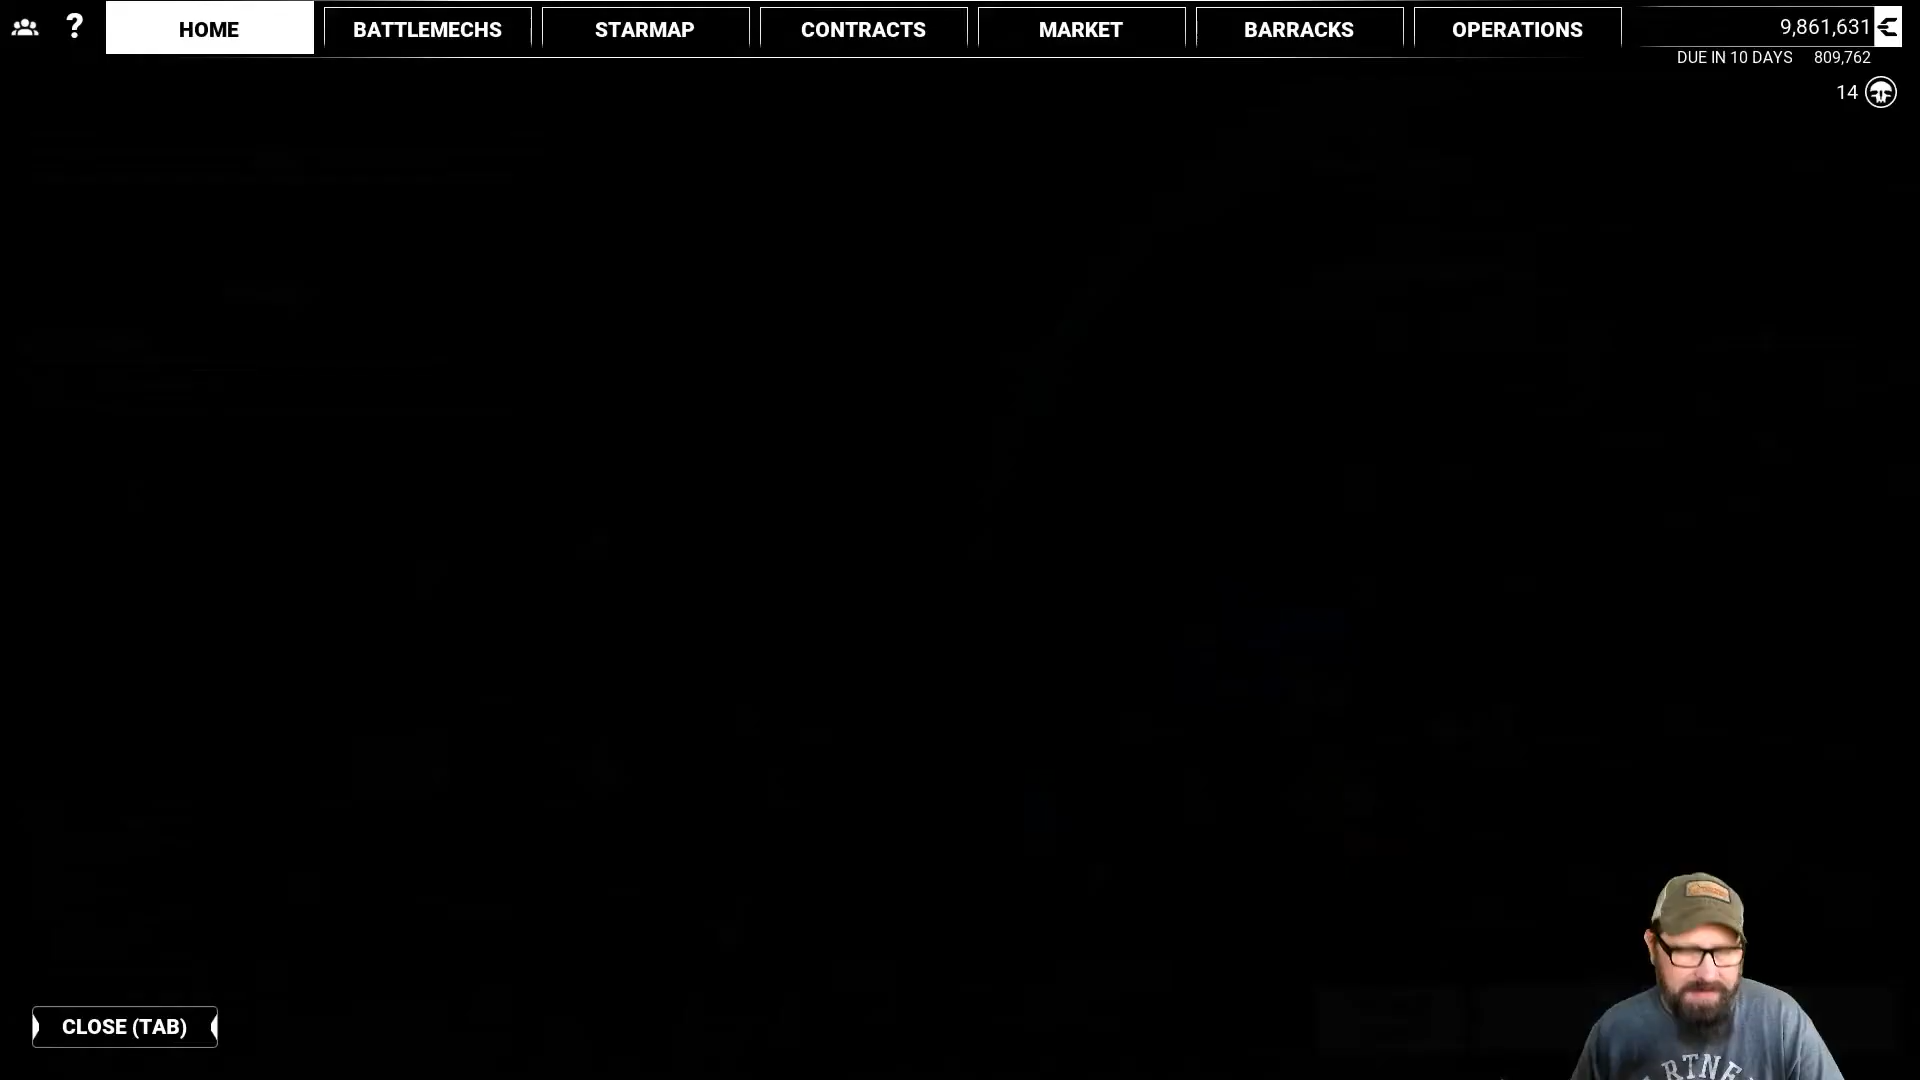 ? HOME BATTLEMECHS STARMAP CONTRACTS MARKET BARRACKS OPERATIONS 9,861,631
DUE IN 10 DAYS 809,762
14
CLOSE (TAB)
RTNE